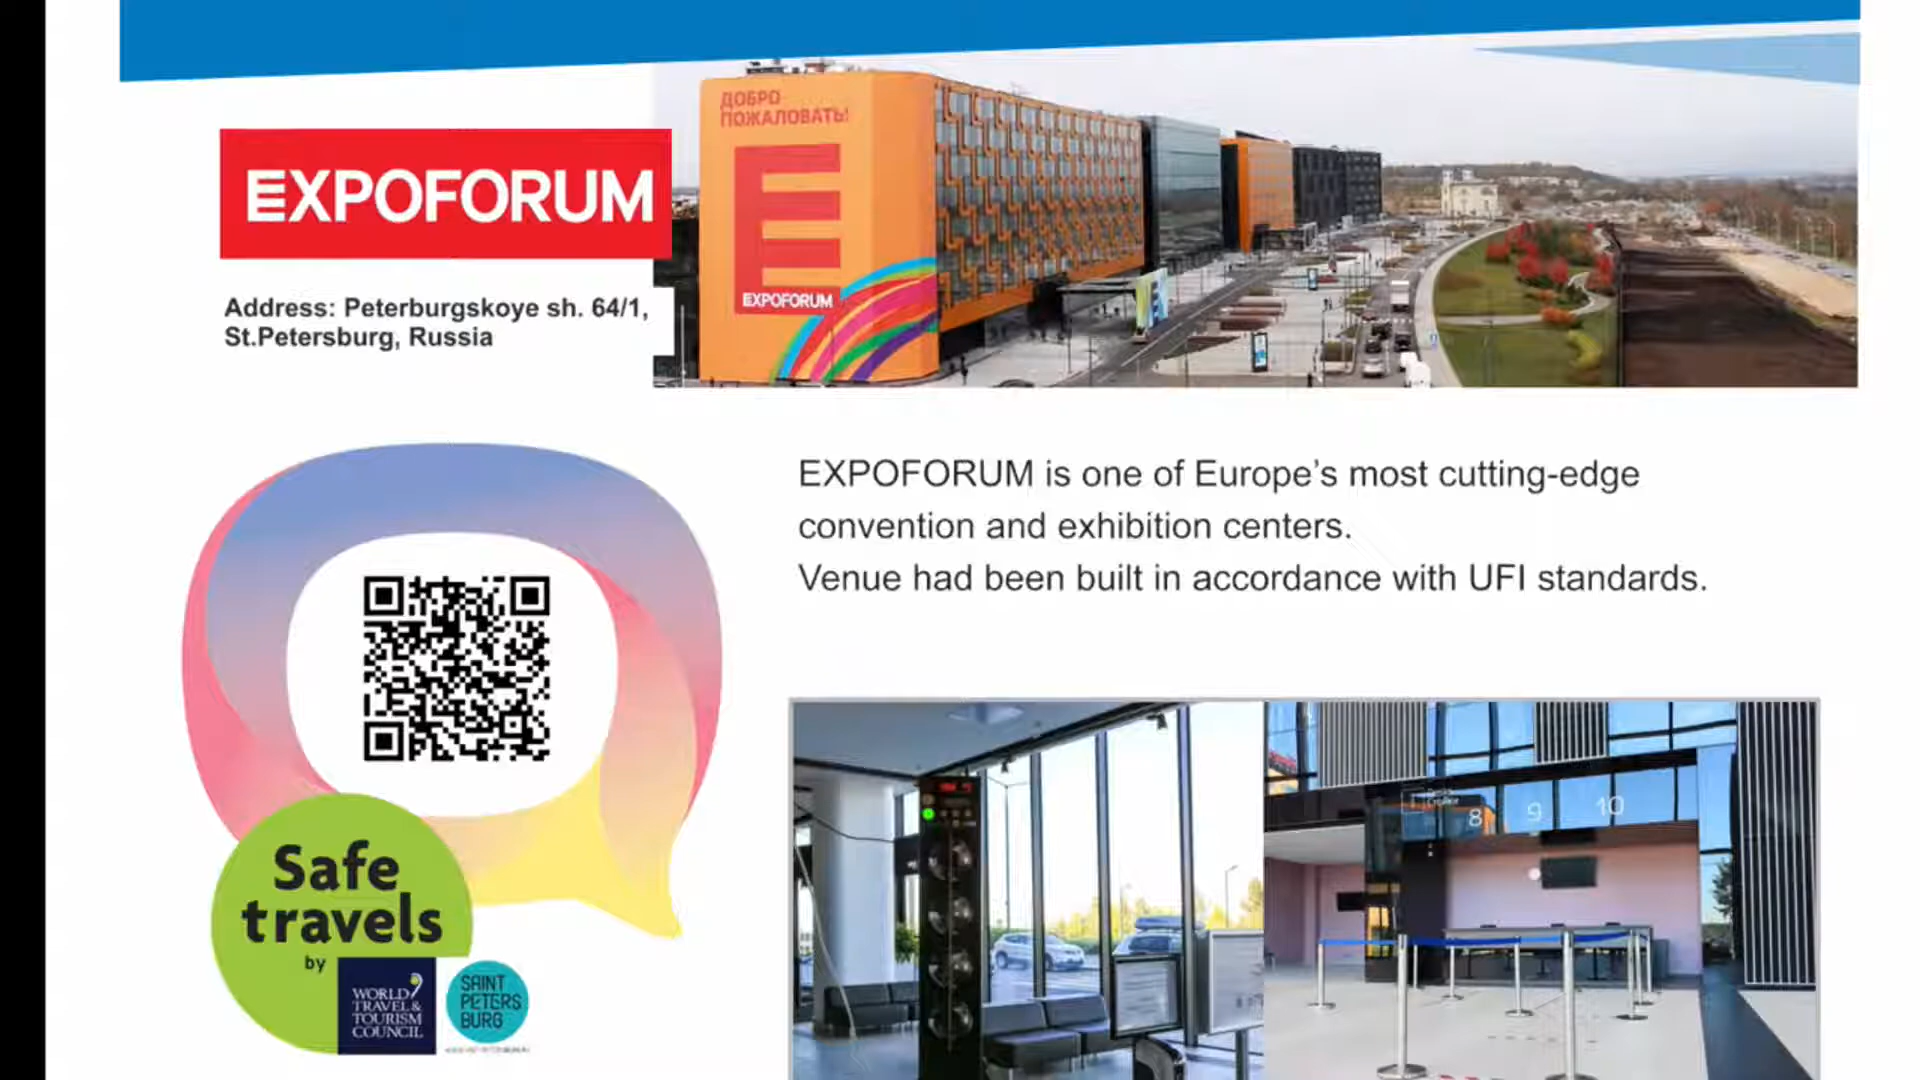 ДОБРО
ПОЖАЛОВАТЬ!
EXPOFORUM
EXPOFORUM
Address: Peterburgskoye sh. 64/1,
St.Petersburg, Russia
EXPOFORUM is one of Europe’s most cutting-edge
convention and exhibition centers.
Venue had been built in accordance with UFI standards.
8 9 10
Safe
travels
by
WORLD
TRAVEL &
TOURISM
COUNCIL
SAINT
PETERS
BURG